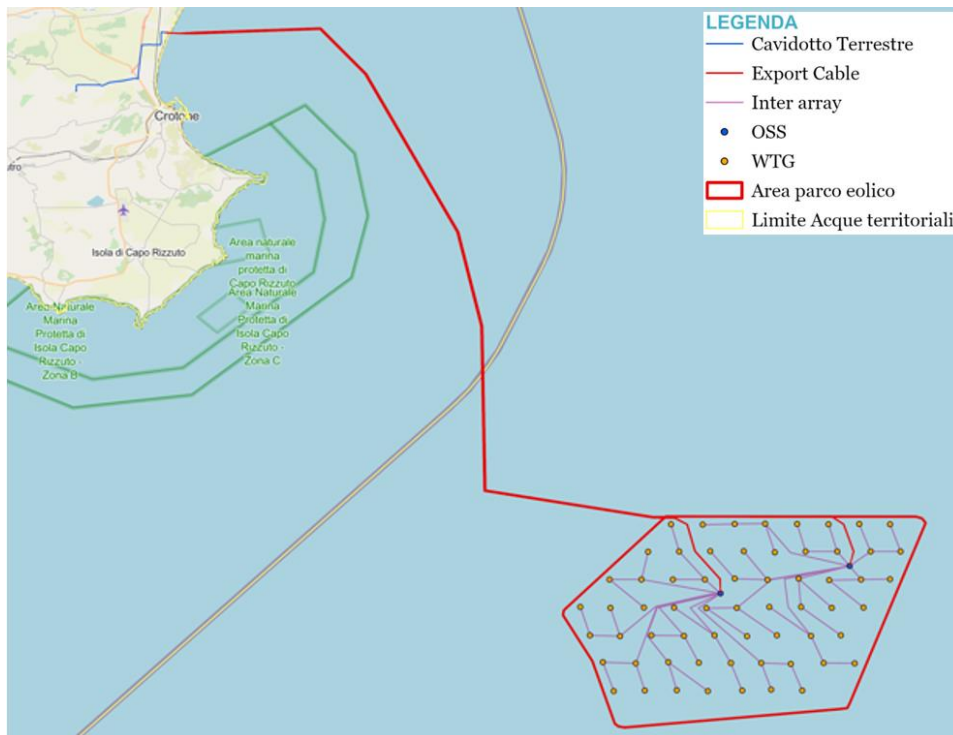 LEGENDA
Cavidotto Terrestre
Export Cable
Inter array
OSS
WTG
Area parco eolico
Limite Acque territoriali
Crotone
utro
Isola di Capo Rizzuto
Area naturale
marina
protetta di
Capo Rizzuto
Area Naturale
Marina
Protetta di
Isola Capo
Rizzuto -
Zona C
Area Naturale
Marina
Protetta di
Isola Capo
Rizzuto -
Zona B